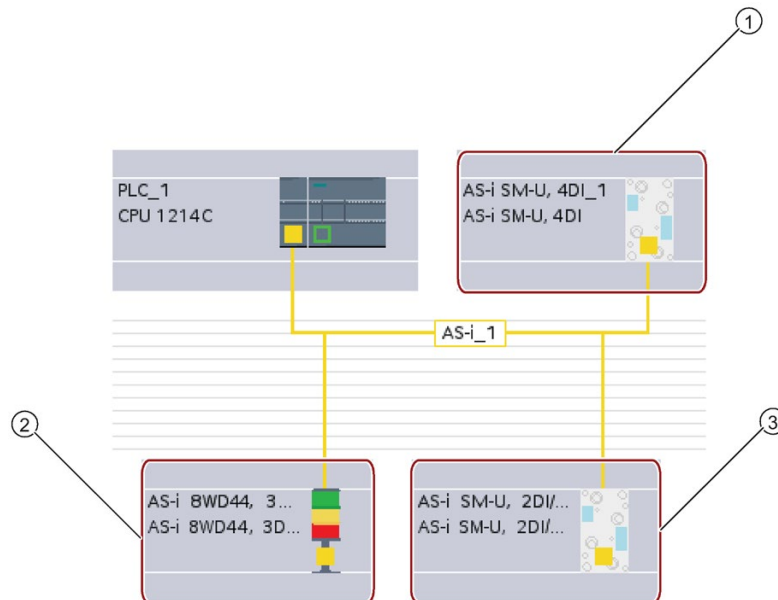 ①
PLC_1
CPU 1214C
AS-i SM-U, 4DI_1
AS-i SM-U, 4DI
AS-i_1
②
③
AS-i 8WD44, 3...
AS-i 8WD44, 3D...
AS-i SM-U, 2DI/...
AS-i SM-U, 2DI/...